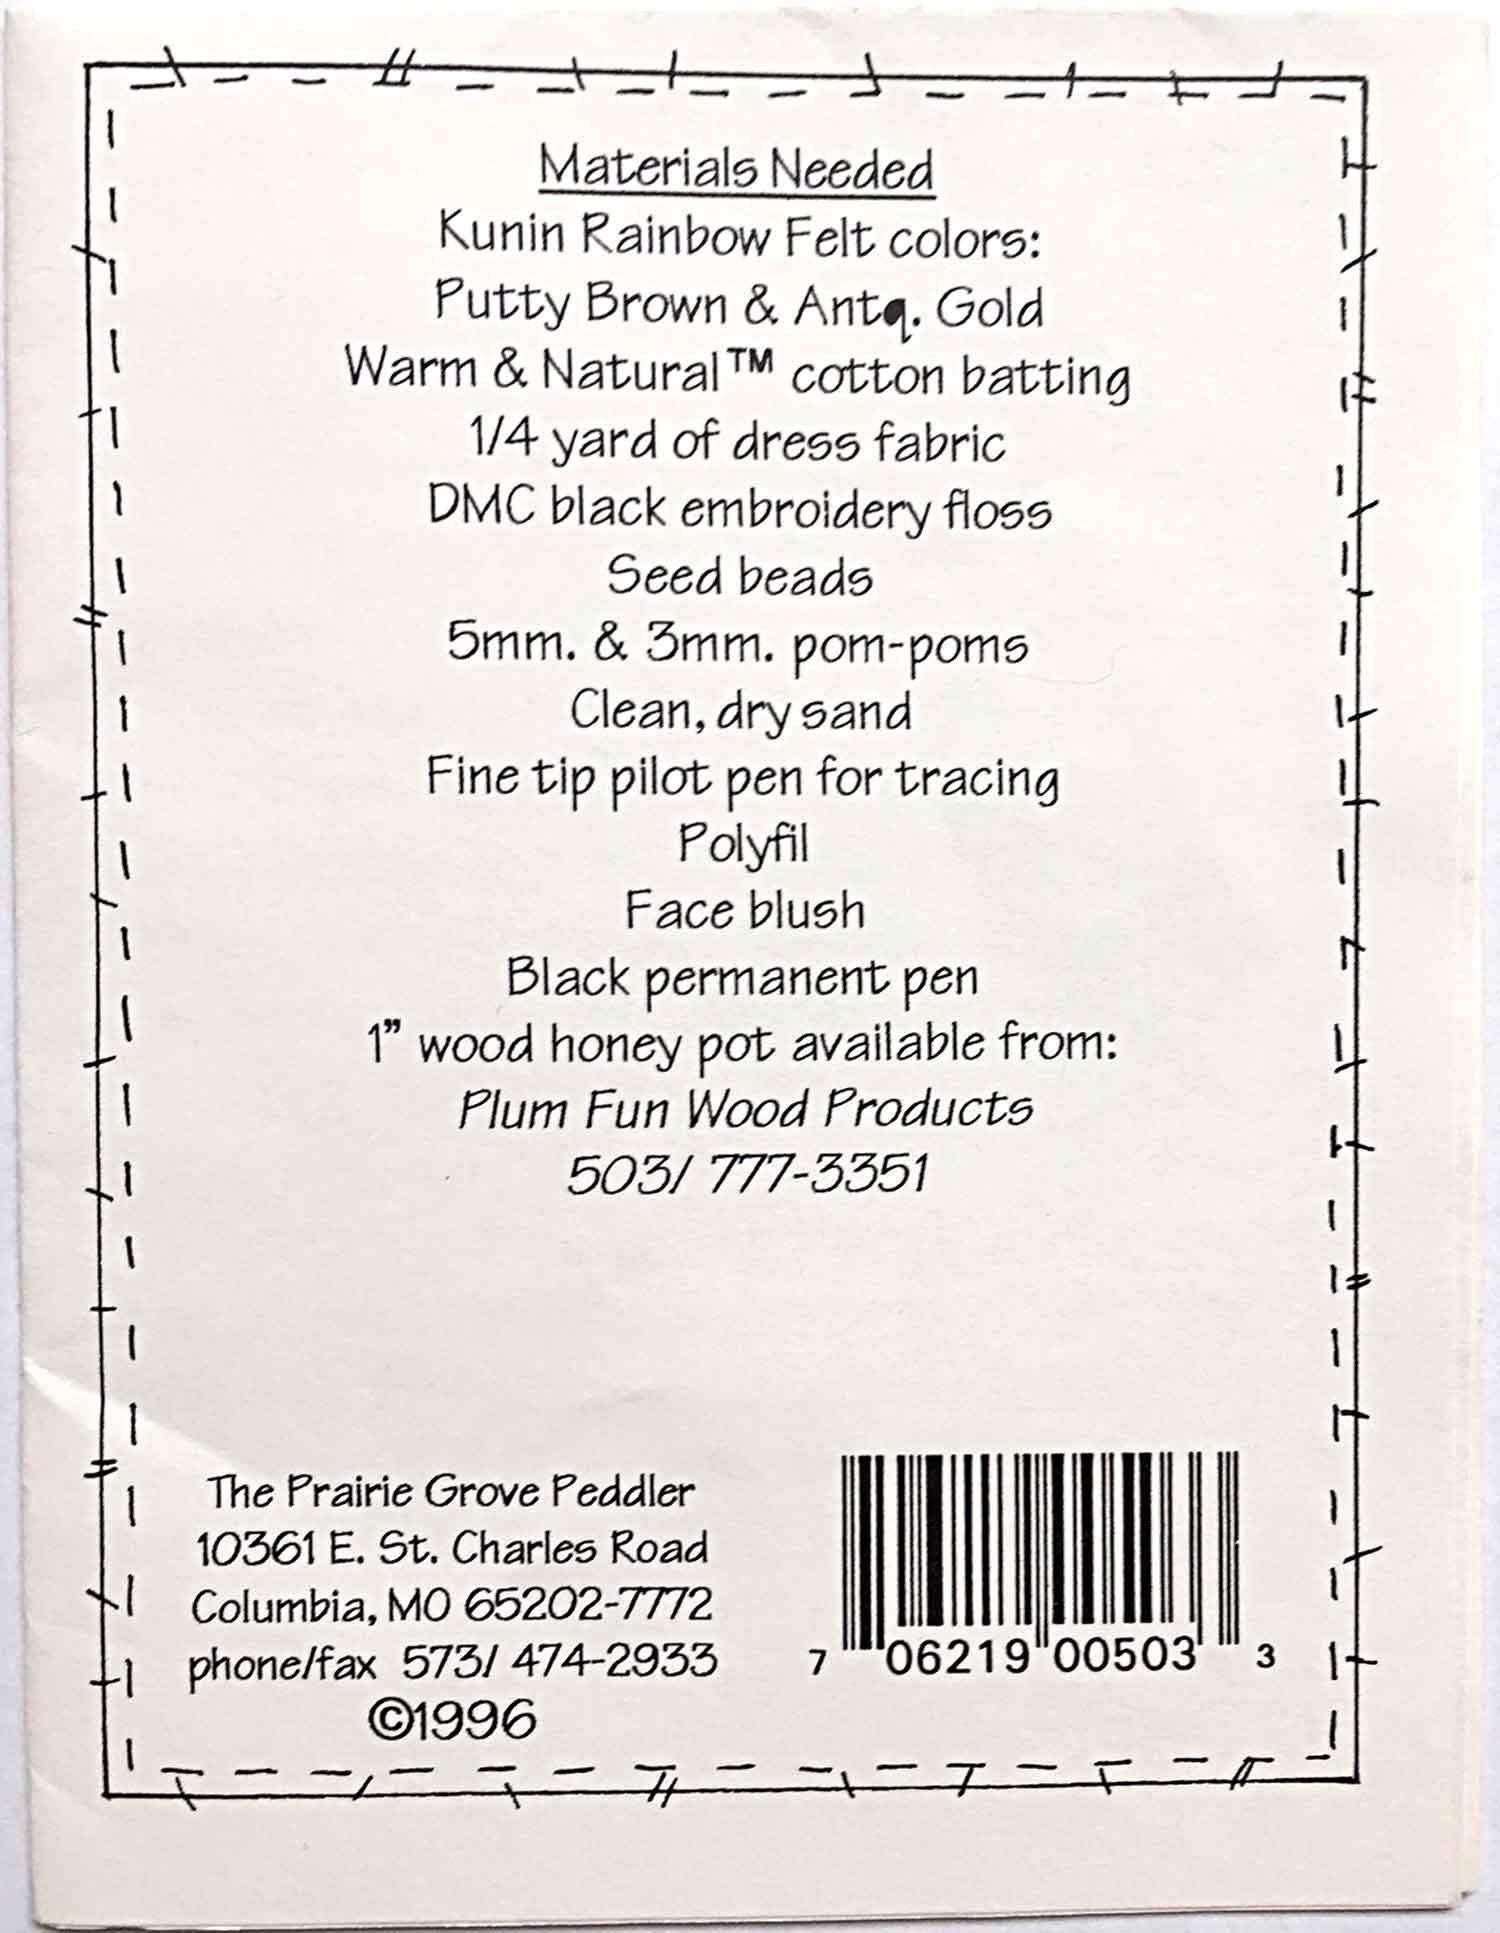 Materials Needed
Kunin Rainbow Felt colors:
Putty Brown & Antq. Gold
Warm & Natural™ cotton batting
1/4 yard of dress fabric
DMC black embroidery floss
Seed beads
5mm. & 3mm. pom-poms
Clean, dry sand
Fine tip pilot pen for tracing
Polyfil
Face blush
Black permanent pen
1” wood honey pot available from:
Plum Fun Wood Products
503/ 777-3351
The Prairie Grove Peddler
10361 E. St. Charles Road
Columbia, MO 65202-7772
phone/fax 573/ 474-2933
©1996
7 06219 00503 3